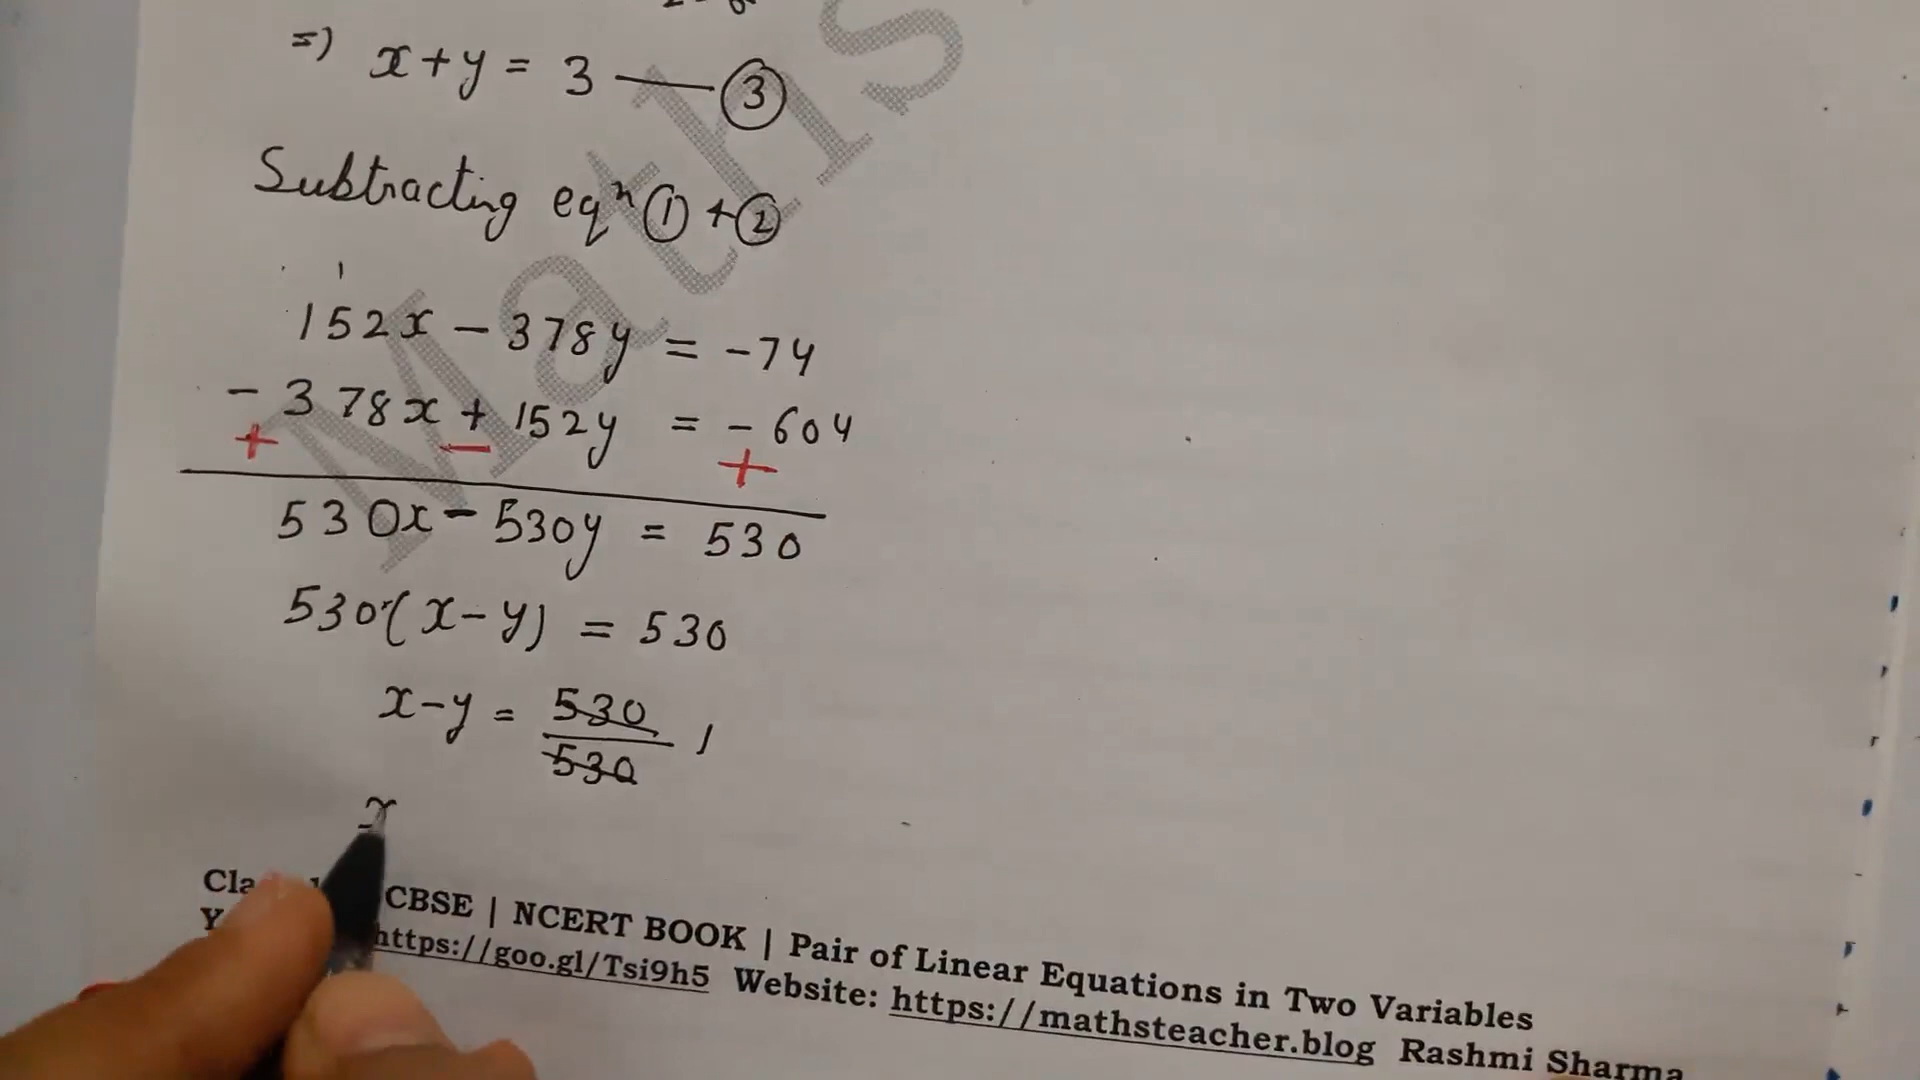 =) x+y = 3 — ③
Subtracting eqⁿ ① + ②
1
152x − 378y = −74
− 378x + 152y = − 604
+ − +
530x − 530y = 530
530(x−y) = 530
x−y = 530/530 1
x
CBSE | NCERT BOOK | Pair of Linear Equations in Two Variables
https://goo.gl/Tsi9h5 Website: https://mathsteacher.blog Rashmi Sharma
Maths